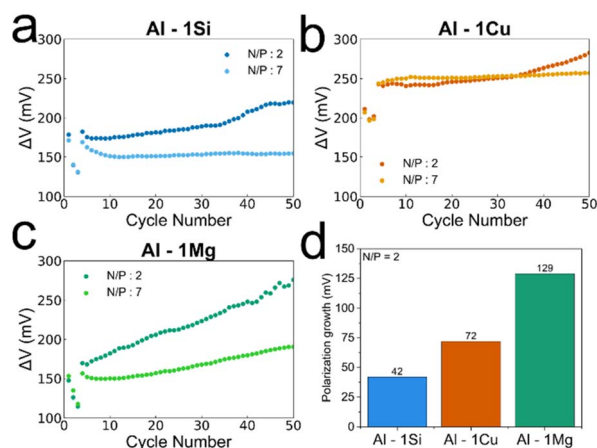 a
Al - 1Si
ΔV (mV)
300
250
200
150
100
N/P : 2
N/P : 7
0 10 20 30 40 50
Cycle Number
b
Al - 1Cu
ΔV (mV)
300
250
200
150
100
N/P : 2
N/P : 7
0 10 20 30 40 50
Cycle Number
c
Al - 1Mg
ΔV (mV)
300
250
200
150
100
N/P : 2
N/P : 7
0 10 20 30 40 50
Cycle Number
d
Polarization growth (mV)
150
125
100
75
50
25
0
N/P = 2
42
72
129
Al - 1Si Al - 1Cu Al - 1Mg